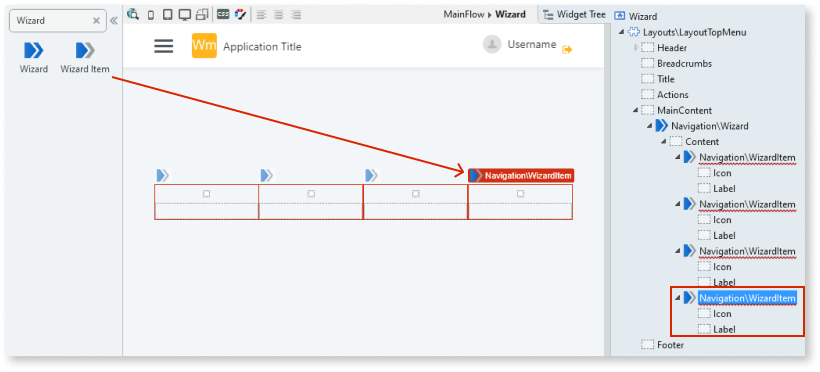 Wizard
Wizard
Wizard Item
CSS
MainFlow
Wizard
Widget Tree
Wm
Application Title
Username
Navigation\WizardItem
Wizard
Layouts\LayoutTopMenu
Header
Breadcrumbs
Title
Actions
MainContent
Navigation\Wizard
Content
Navigation\WizardItem
Icon
Label
Navigation\WizardItem
Icon
Label
Navigation\WizardItem
Icon
Label
Navigation\WizardItem
Icon
Label
Footer